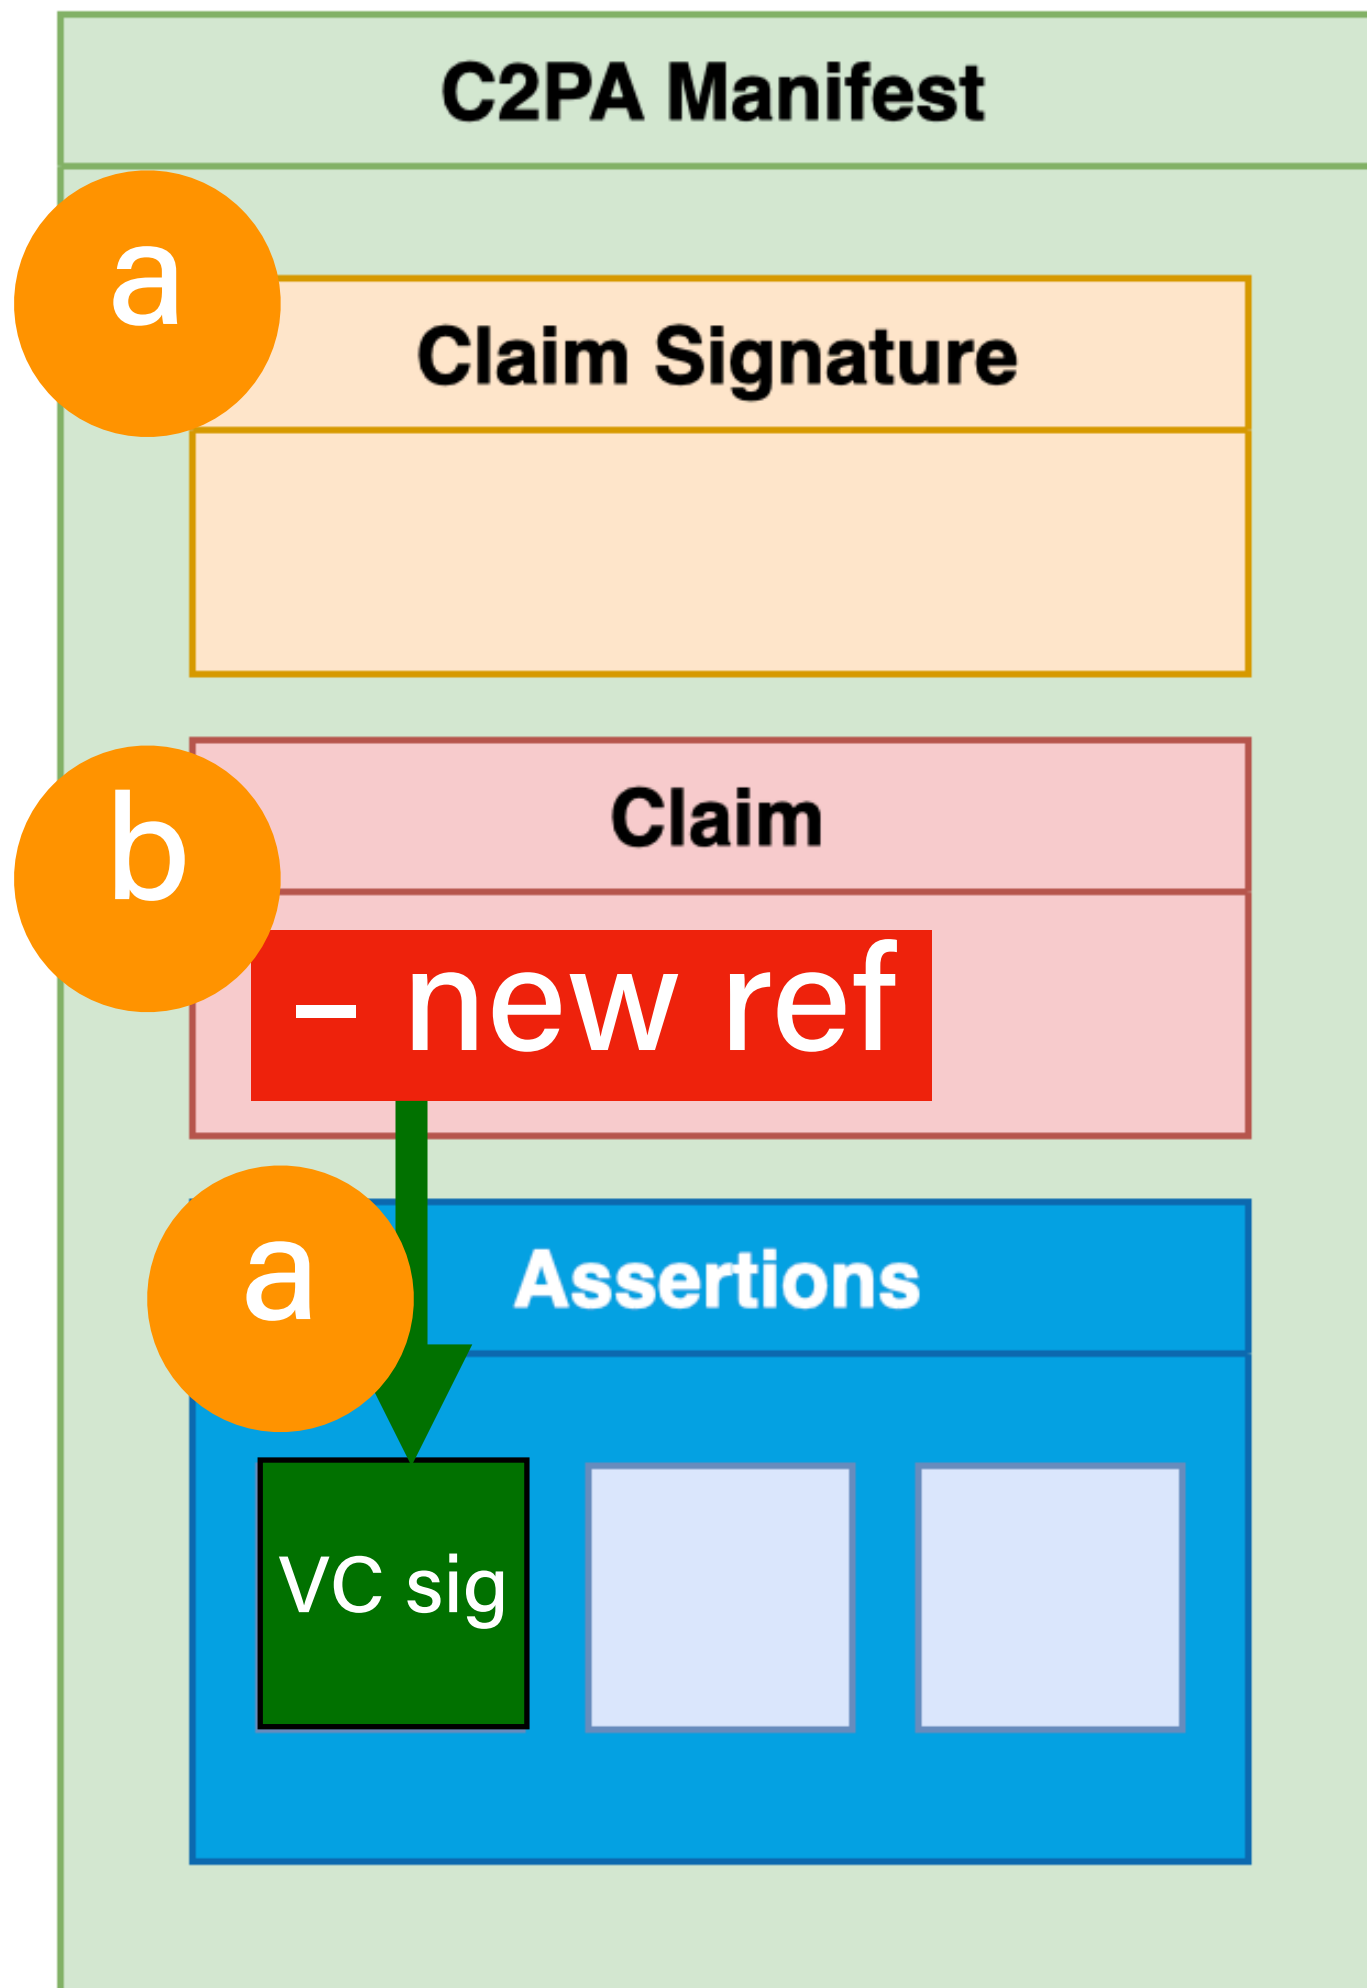 C2PA Manifest
a
Claim Signature
b
Claim
– new ref
a
Assertions
VC sig